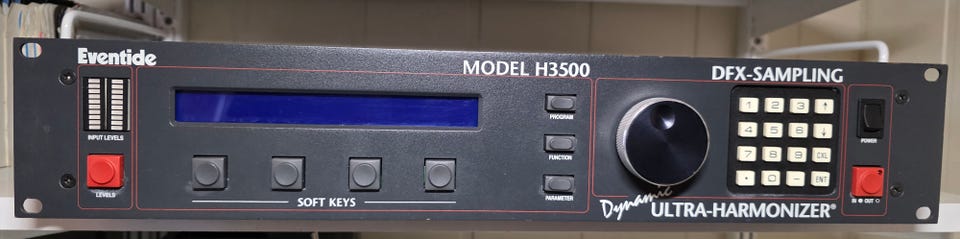 Eventide
MODEL H3500
DFX-SAMPLING
INPUT LEVELS
LEVELS
SOFT KEYS
PROGRAM
FUNCTION
PARAMETER
1 2 3 ↑
4 5 6 ↓
7 8 9 CXL
• 0 - ENT
POWER
IN OUT
Dynamic
ULTRA-HARMONIZER®